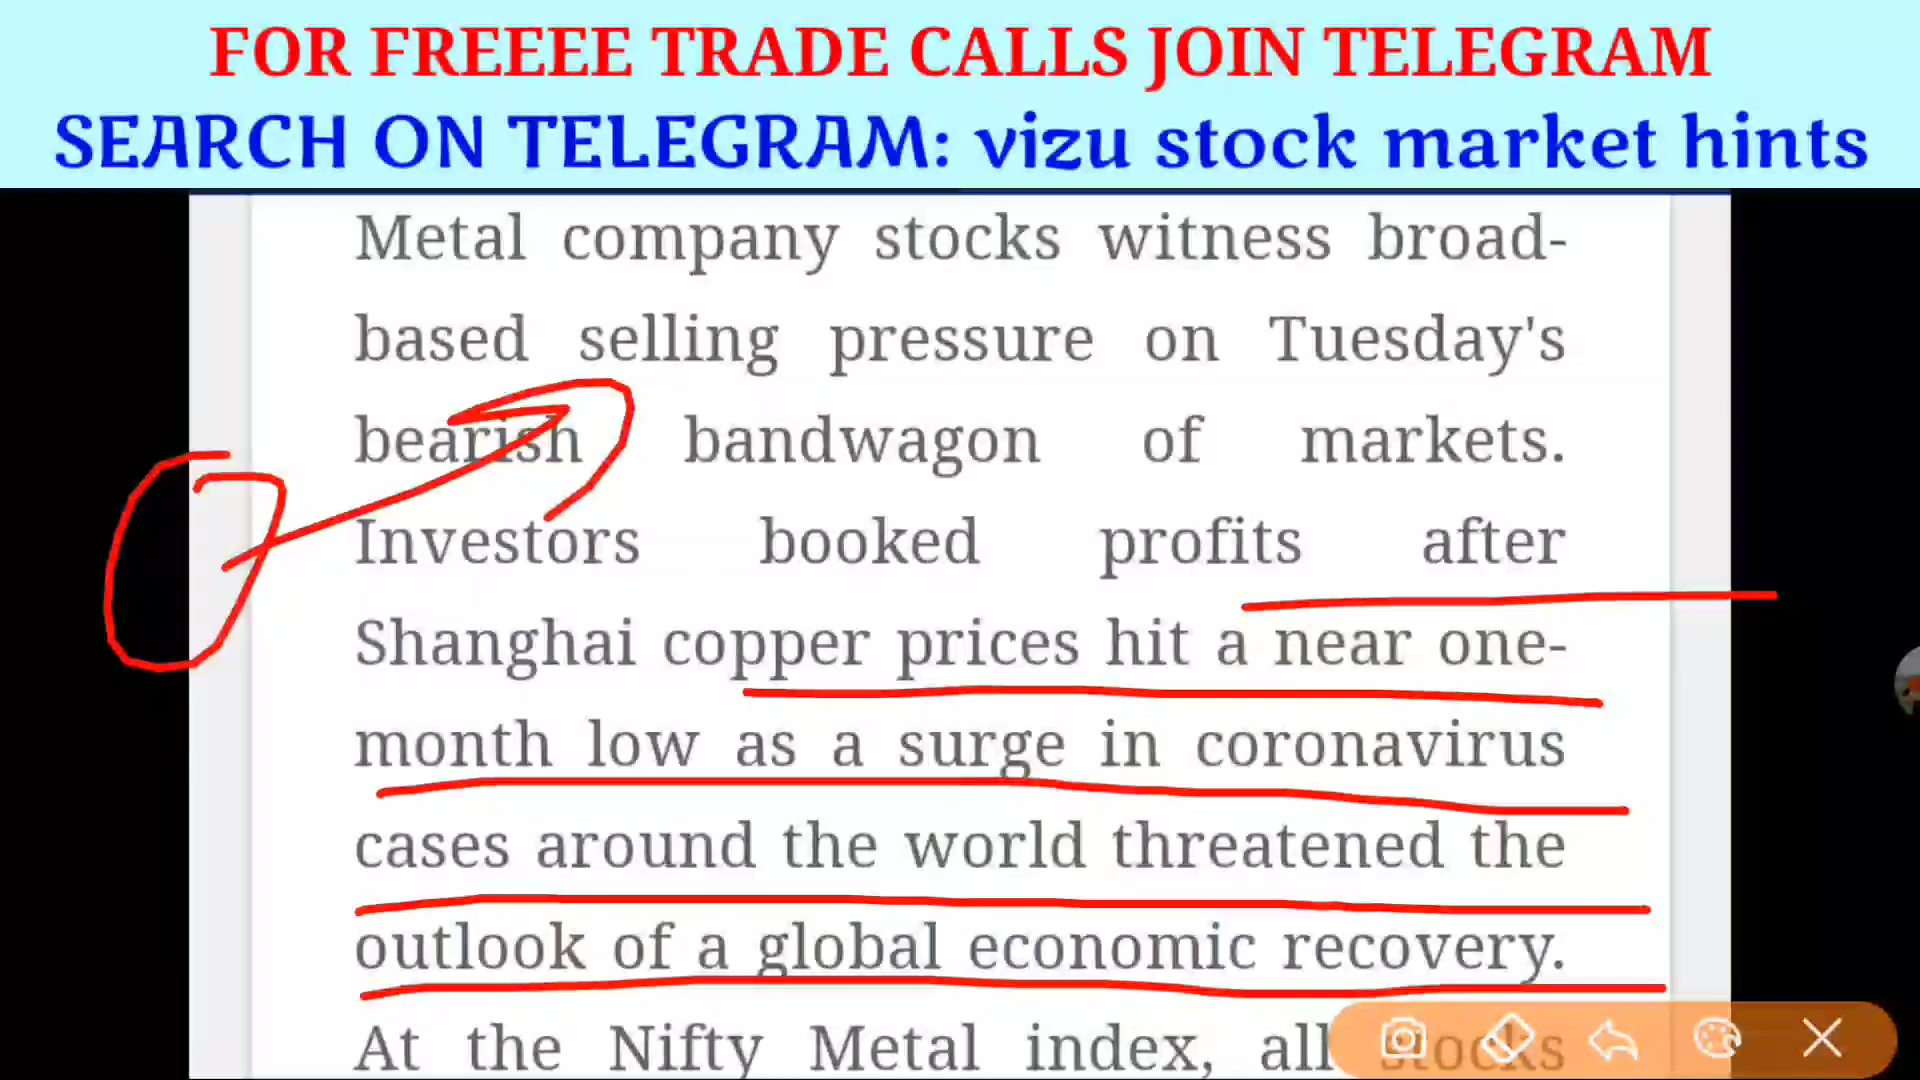 FOR FREEEE TRADE CALLS JOIN TELEGRAM
SEARCH ON TELEGRAM: vizu stock market hints
Metal company stocks witness broad-
based selling pressure on Tuesday's
bearish bandwagon of markets.
Investors booked profits after
Shanghai copper prices hit a near one-
month low as a surge in coronavirus
cases around the world threatened the
outlook of a global economic recovery.
At the Nifty Metal index, all stocks